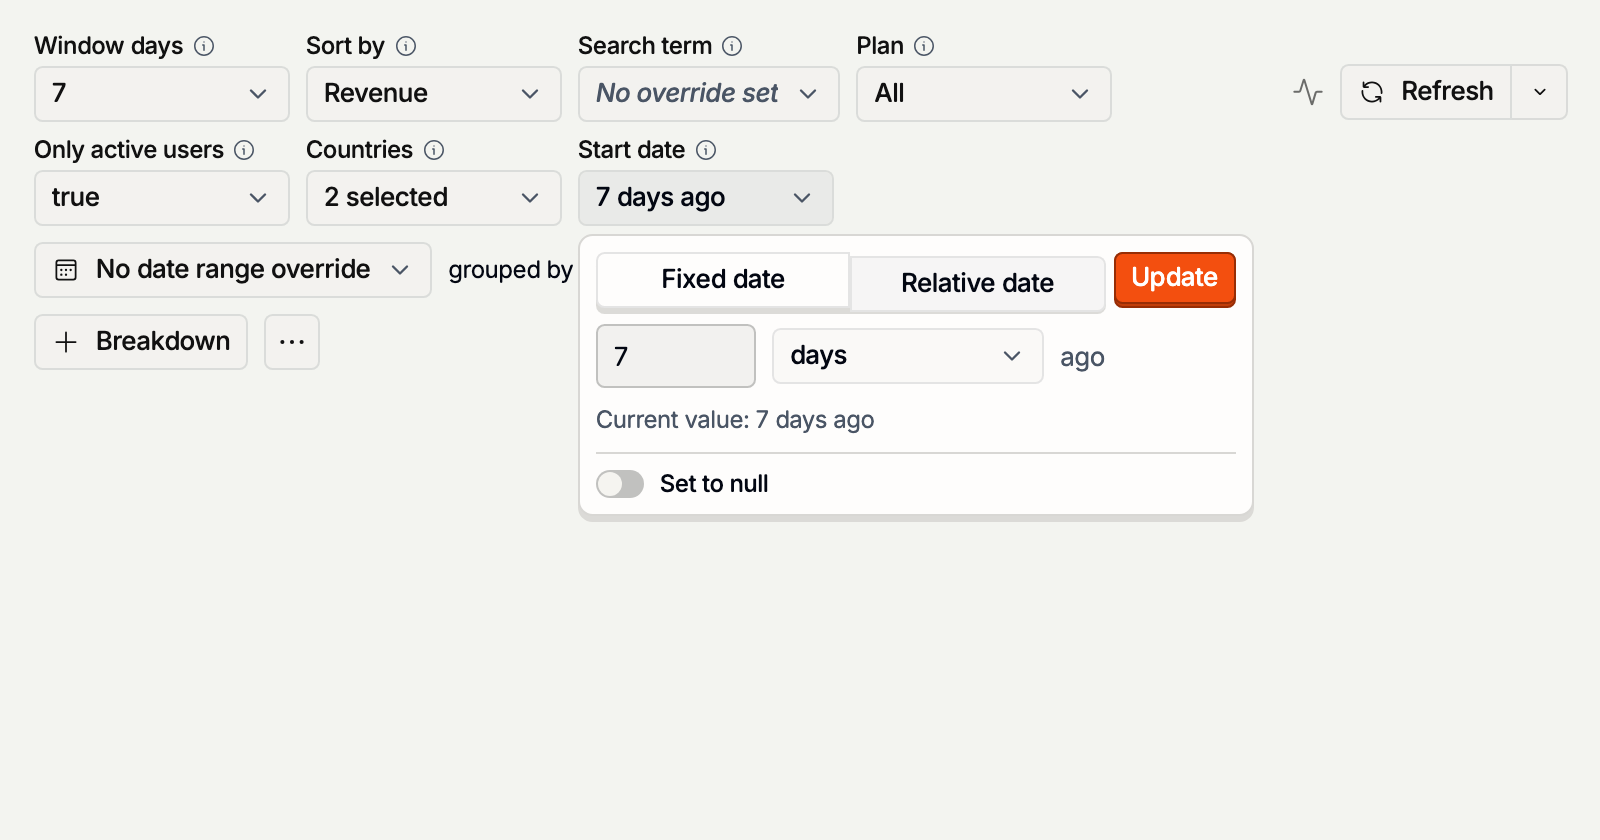 Window days
Sort by
Search term
Plan
7
Revenue
No override set
All
Refresh
Only active users
Countries
Start date
true
2 selected
7 days ago
No date range override
grouped by
Fixed date
Relative date
Update
Breakdown
7
days
ago
Current value: 7 days ago
Set to null